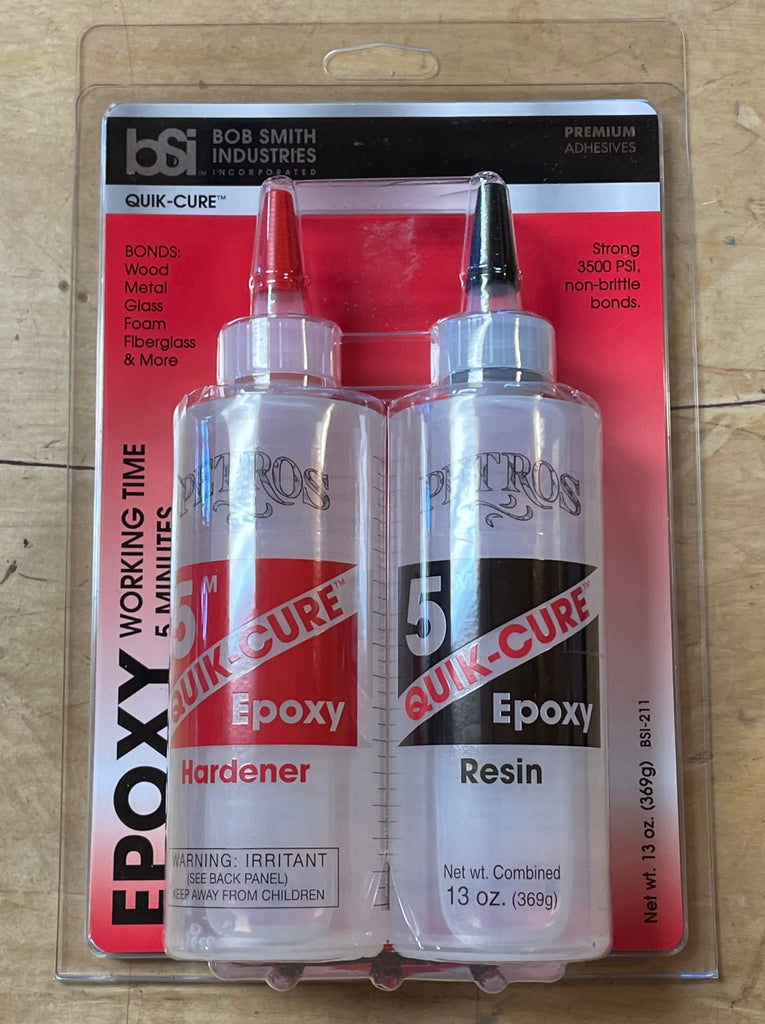 bSi
BOB SMITH
INDUSTRIES
INCORPORATED
PREMIUM
ADHESIVES
QUIK-CURE™
BONDS:
Wood
Metal
Glass
Foam
Fiberglass
& More
Strong
3500 PSI,
non-brittle
bonds.
EPOXY
WORKING TIME
5 MINUTES
PETROS
5M
QUIK-CURE™
Epoxy
Hardener
WARNING: IRRITANT
(SEE BACK PANEL)
KEEP AWAY FROM CHILDREN
PETROS
5
QUIK-CURE™
Epoxy
Resin
Net wt. Combined
13 oz. (369g)
Net wt. 13 oz. (369g) BSI-211